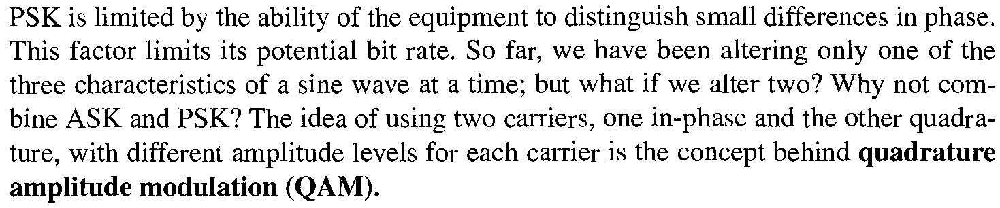 PSK is limited by the ability of the equipment to distinguish small differences in phase.
This factor limits its potential bit rate. So far, we have been altering only one of the
three characteristics of a sine wave at a time; but what if we alter two? Why not com-
bine ASK and PSK? The idea of using two carriers, one in-phase and the other quadra-
ture, with different amplitude levels for each carrier is the concept behind quadrature
amplitude modulation (QAM).